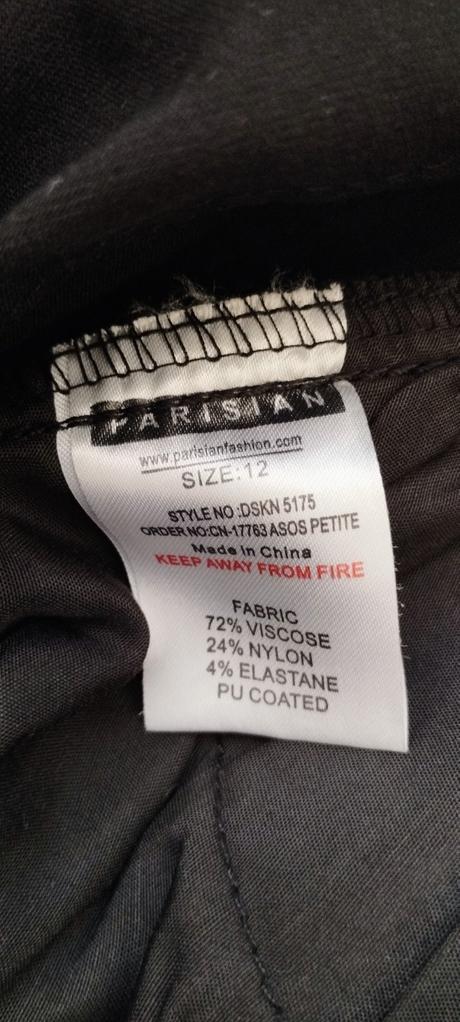 PARISIAN
www.parisianfashion.com
SIZE:12
STYLE NO :DSKN 5175
ORDER NO:CN-17763 ASOS PETITE
Made in China
KEEP AWAY FROM FIRE
FABRIC
72% VISCOSE
24% NYLON
4% ELASTANE
PU COATED